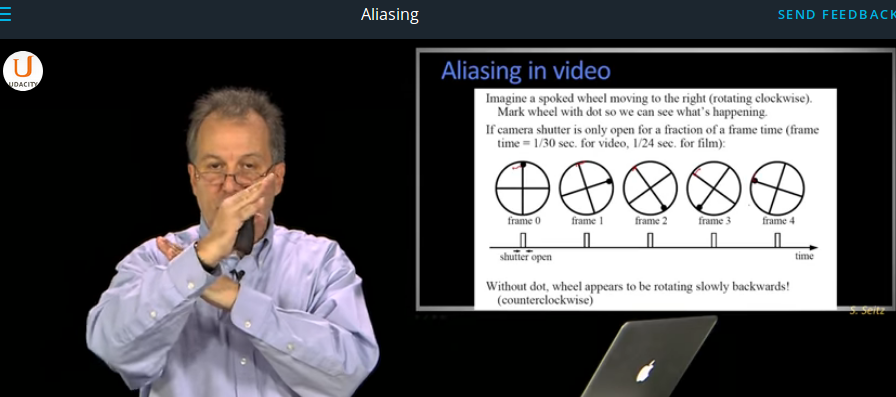 Aliasing
SEND FEEDBACK
U
UDACITY
Aliasing in video
Imagine a spoked wheel moving to the right (rotating clockwise).
Mark wheel with dot so we can see what's happening.
If camera shutter is only open for a fraction of a frame time (frame
time = 1/30 sec. for video, 1/24 sec. for film):
frame 0 frame 1 frame 2 frame 3 frame 4
shutter open time
Without dot, wheel appears to be rotating slowly backwards!
(counterclockwise)
S. Seitz